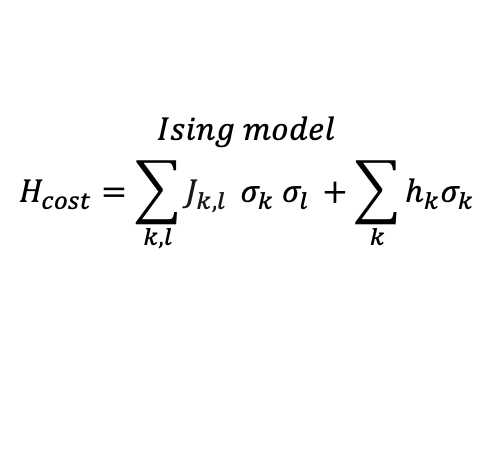 Ising model
H_cost = ∑_{k,l} J_{k,l} σ_k σ_l + ∑_k h_k σ_k